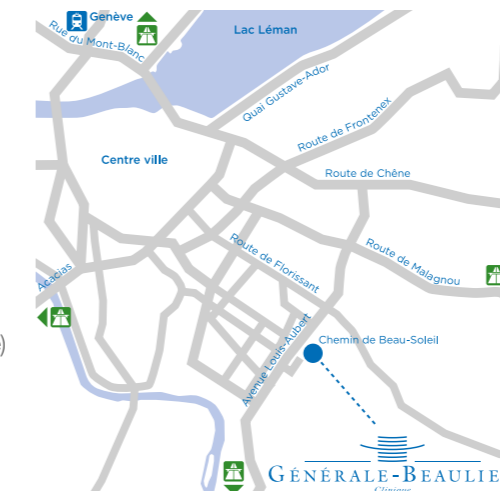 Genève
Lac Léman
Rue du Mont-Blanc
Quai Gustave-Ador
Route de Frontenex
Centre ville
Route de Chêne
Route de Florissant
Route de Malagnou
Acacias
Avenue Louis-Aubert
Chemin de Beau-Soleil
)
GÉNÉRALE-BEAULIE
Clinique